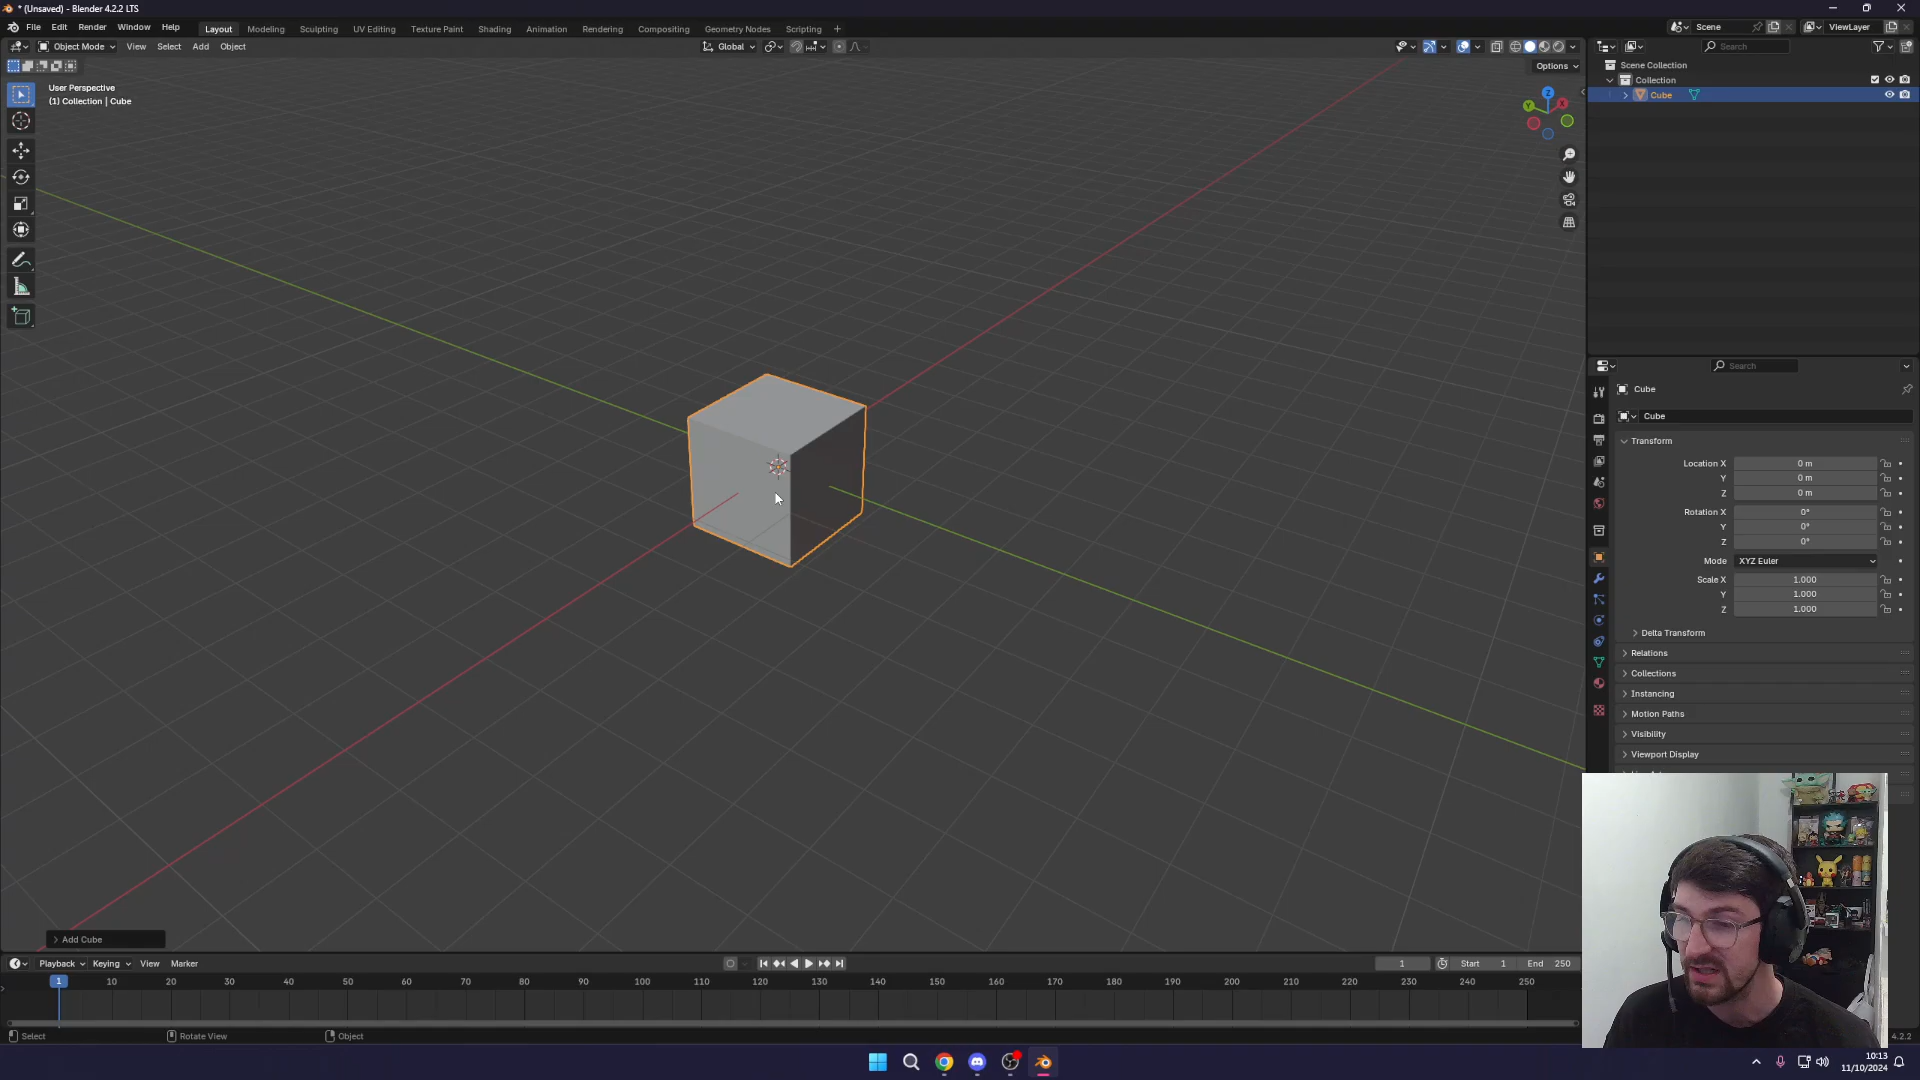 * (Unsaved) - Blender 4.2.2 LTS
File Edit Render Window Help Layout Modeling Sculpting UV Editing Texture Paint Shading Animation Rendering Compositing Geometry Nodes Scripting + Scene ViewLayer
Object Mode View Select Add Object Global Search
Options
User Perspective
(1) Collection | Cube
Z
Y
X
Scene Collection
Collection
Cube
Search
Cube
Cube
Transform
Location X 0 m
Y 0 m
Z 0 m
Rotation X 0°
Y 0°
Z 0°
Mode XYZ Euler
Scale X 1.000
Y 1.000
Z 1.000
Delta Transform
Relations
Collections
Instancing
Motion Paths
Visibility
Viewport Display
Add Cube
Playback Keying View Marker 1 Start 1 End 250
1 10 20 30 40 50 60 70 80 90 100 110 120 130 140 150 160 170 180 190 200 210 220 230 240 250
Select Rotate View Object 4.2.2
10:13
11/10/2024